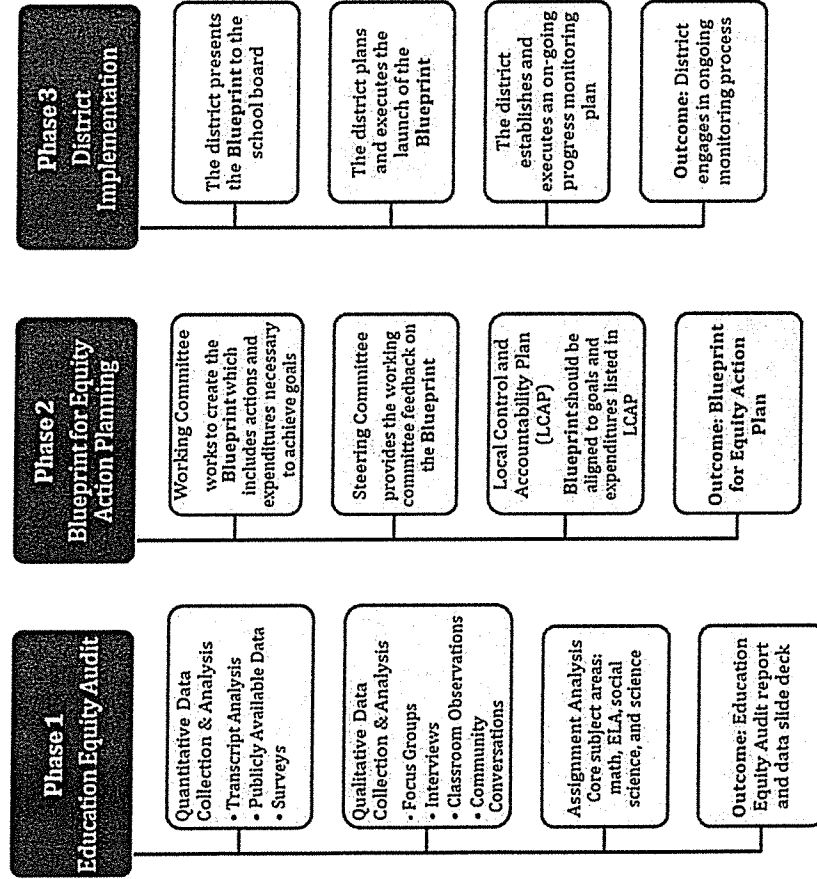 Phase 1
Education Equity Audit
Quantitative Data
Collection & Analysis
• Transcript Analysis
• Publicly Available Data
• Surveys
Qualitative Data
Collection & Analysis
• Focus Groups
• Interviews
• Classroom Observations
• Community
Conversations
Assignment Analysis
Core subject areas:
math, ELA, social
science, and science
Outcome: Education
Equity Audit report
and data slide deck
Phase 2
Blueprint for Equity
Action Planning
Working Committee
works to create the
Blueprint which
includes actions and
expenditures necessary
to achieve goals
Steering Committee
provides the working
committee feedback on
the Blueprint
Local Control and
Accountability Plan
(LCAP)
Blueprint should be
aligned to goals and
expenditures listed in
LCAP
Outcome: Blueprint
for Equity Action
Plan
Phase 3
District
Implementation
The district presents
the Blueprint to the
school board
The district plans
and executes the
launch of the
Blueprint
The district
establishes and
executes an on-going
progress monitoring
plan
Outcome: District
engages in ongoing
monitoring process